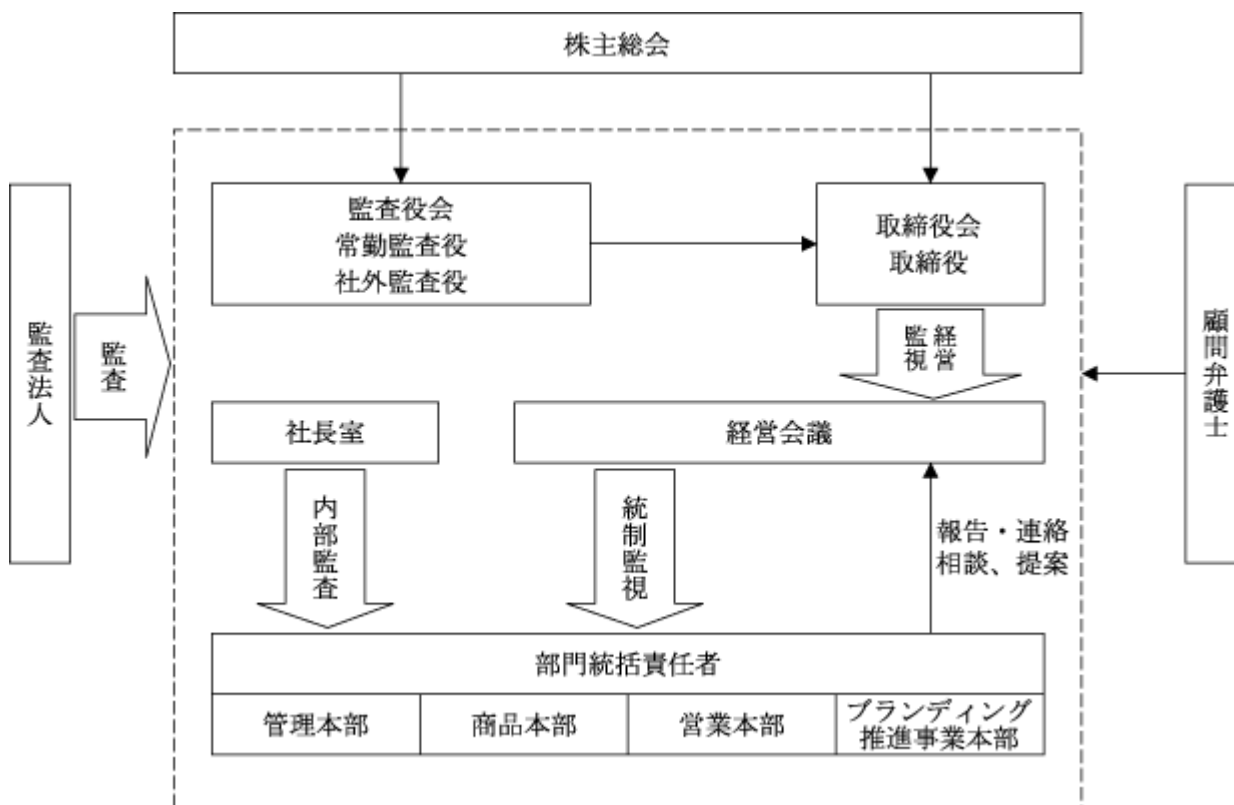 株主総会
監査役会
常勤監査役
社外監査役
取締役会
取締役
監査法人
監査
経営
監視
顧問弁護士
社長室
経営会議
内部監査
統制監視
報告・連絡
相談、提案
部門統括責任者
管理本部
商品本部
営業本部
ブランディング
推進事業本部